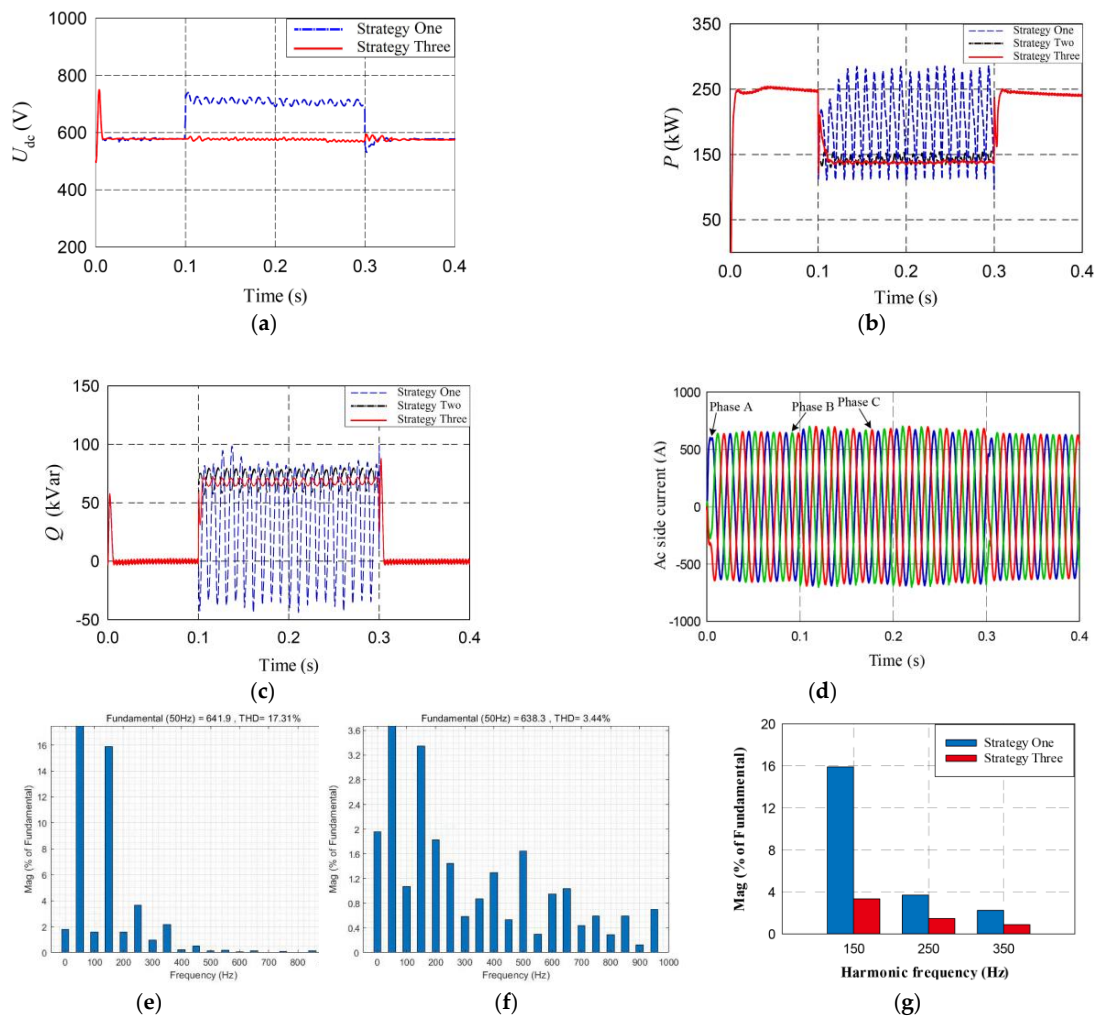 1000
800
600
400
200
U_dc (V)
Strategy One
Strategy Three
0.0 0.1 0.2 0.3 0.4
Time (s)
(a)
350
250
150
50
P (kW)
Strategy One
Strategy Two
Strategy Three
0.0 0.1 0.2 0.3 0.4
Time (s)
(b)
150
100
50
0
-50
Q (kVar)
Strategy One
Strategy Two
Strategy Three
0.0 0.1 0.2 0.3 0.4
Time (s)
(c)
1000
500
0
-500
-1000
Ac side current (A)
Phase A
Phase B
Phase C
0.0 0.1 0.2 0.3 0.4
Time (s)
(d)
Fundamental (50Hz) = 641.9 , THD= 17.31%
16
14
12
10
8
6
4
2
0
Mag (% of Fundamental)
0 100 200 300 400 500 600 700 800
Frequency (Hz)
(e)
Fundamental (50Hz) = 638.3 , THD= 3.44%
3.6
3.2
2.8
2.4
2
1.6
1.2
0.8
0.4
0
Mag (% of Fundamental)
0 100 200 300 400 500 600 700 800 900 1000
Frequency (Hz)
(f)
20
16
12
8
4
0
Mag (% of Fundamental)
Strategy One
Strategy Three
150 250 350
Harmonic frequency (Hz)
(g)